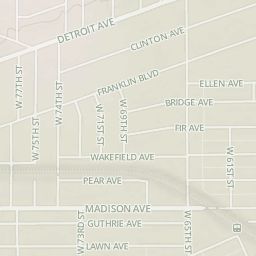 DETROIT AVE
CLINTON AVE
FRANKLIN BLVD
W 77TH ST
W 74TH ST
ELLEN AVE
BRIDGE AVE
W 71ST ST
W 69TH ST
FIR AVE
W 75TH ST
WAKEFIELD AVE
W 61ST ST
PEAR AVE
MADISON AVE
W 73RD ST
GUTHRIE AVE
W 65TH ST
LAWN AVE